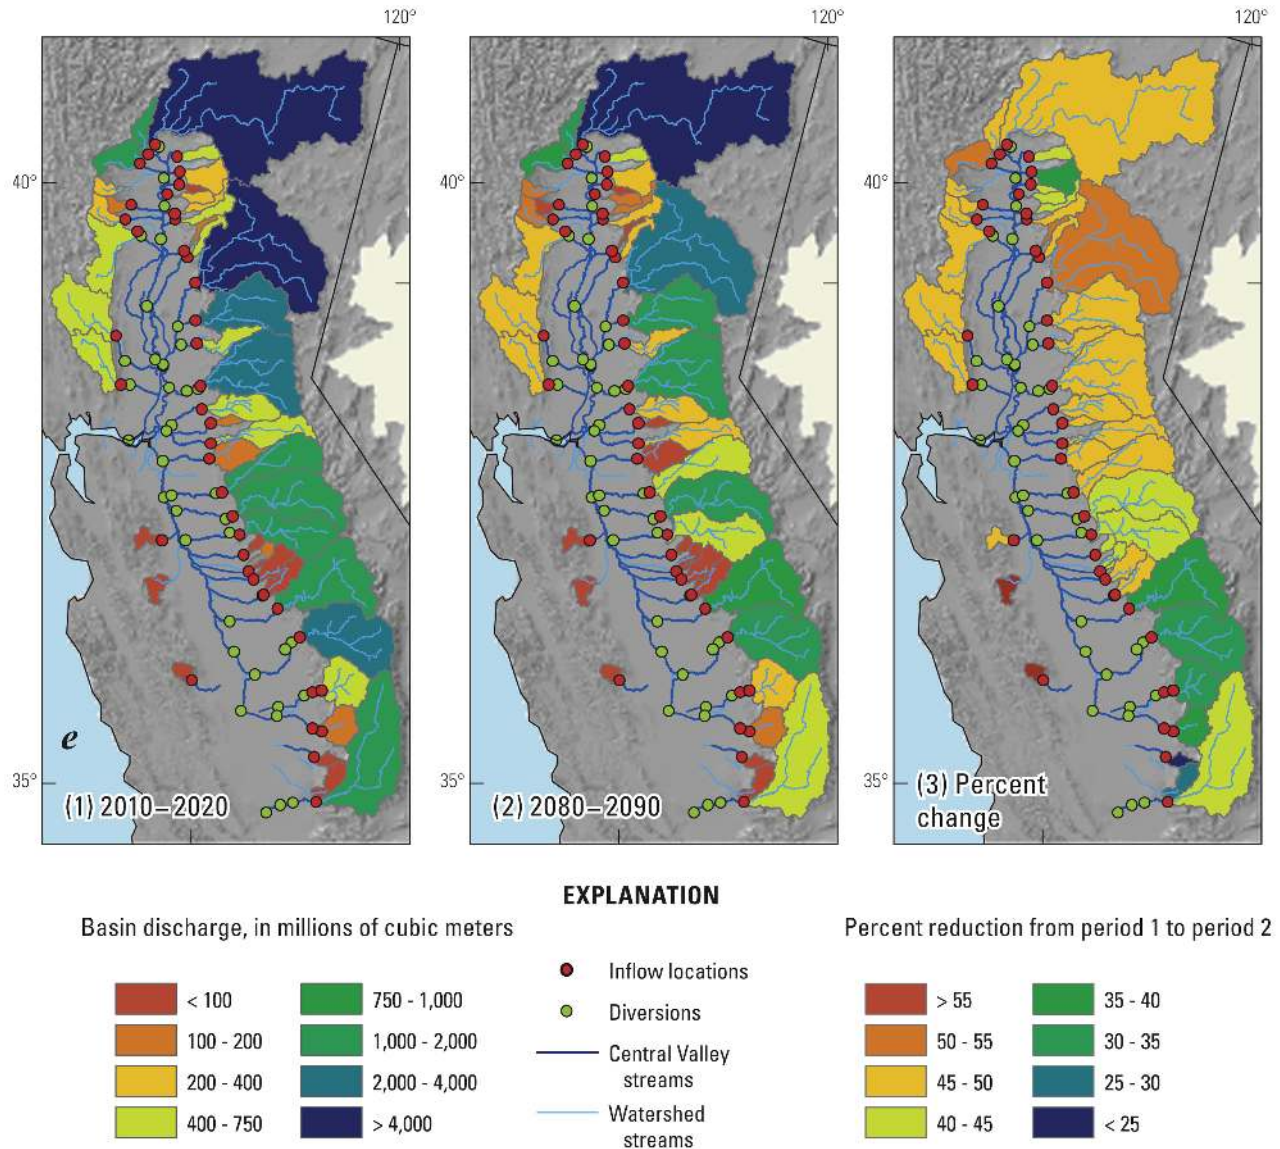 120°
120°
120°
40°
40°
40°
e
35°
35°
35°
(1) 2010–2020
(2) 2080–2090
(3) Percent
change
EXPLANATION
Basin discharge, in millions of cubic meters
< 100
100 - 200
200 - 400
400 - 750
750 - 1,000
1,000 - 2,000
2,000 - 4,000
> 4,000
Inflow locations
Diversions
Central Valley
streams
Watershed
streams
Percent reduction from period 1 to period 2
> 55
50 - 55
45 - 50
40 - 45
35 - 40
30 - 35
25 - 30
< 25